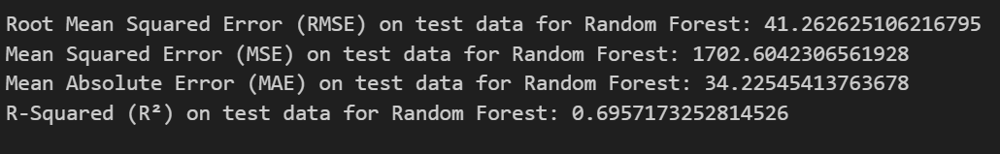 Root Mean Squared Error (RMSE) on test data for Random Forest: 41.262625106216795
Mean Squared Error (MSE) on test data for Random Forest: 1702.6042306561928
Mean Absolute Error (MAE) on test data for Random Forest: 34.22545413763678
R-Squared (R²) on test data for Random Forest: 0.6957173252814526